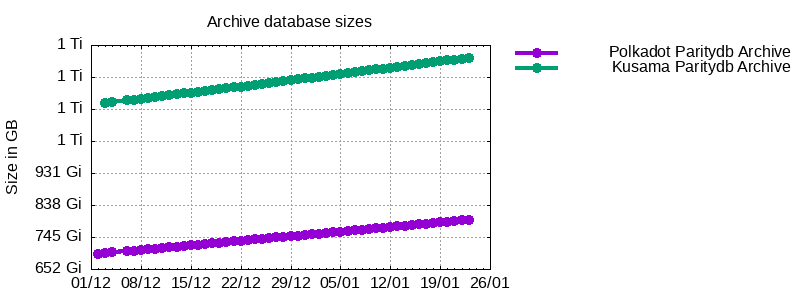 Archive database sizes
Polkadot Paritydb Archive
Kusama Paritydb Archive
Size in GB
1 Ti
1 Ti
1 Ti
1 Ti
931 Gi
838 Gi
745 Gi
652 Gi
01/12 08/12 15/12 22/12 29/12 05/01 12/01 19/01 26/01